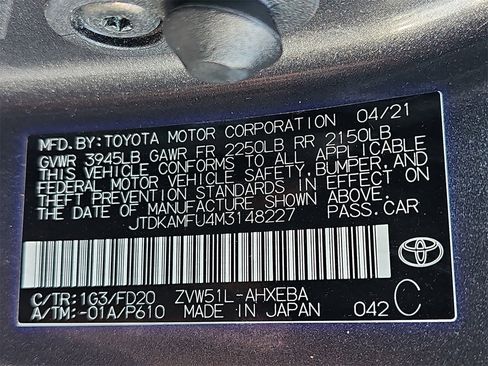 MFD. BY: TOYOTA MOTOR CORPORATION 04/21
GVWR 3945LB GAWR FR 2250LB RR 2150LB
THIS VEHICLE CONFORMS TO ALL APPLICABLE
FEDERAL MOTOR VEHICLE SAFETY, BUMPER, AND
THEFT PREVENTION STANDARDS IN EFFECT ON
THE DATE OF MANUFACTURE SHOWN ABOVE.
JTDKAMFU4M3148227 PASS. CAR
C/TR: 1G3/FD20 ZVW51L-AHXEBA
A/TM: -01A/P610 MADE IN JAPAN 042 C